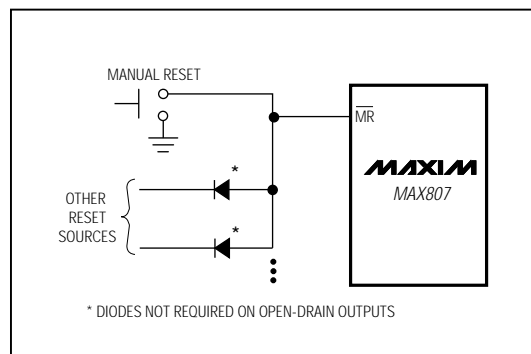 MANUAL RESET
MR
MAXIM
MAX807
*
OTHER
RESET
SOURCES
*
* DIODES NOT REQUIRED ON OPEN-DRAIN OUTPUTS